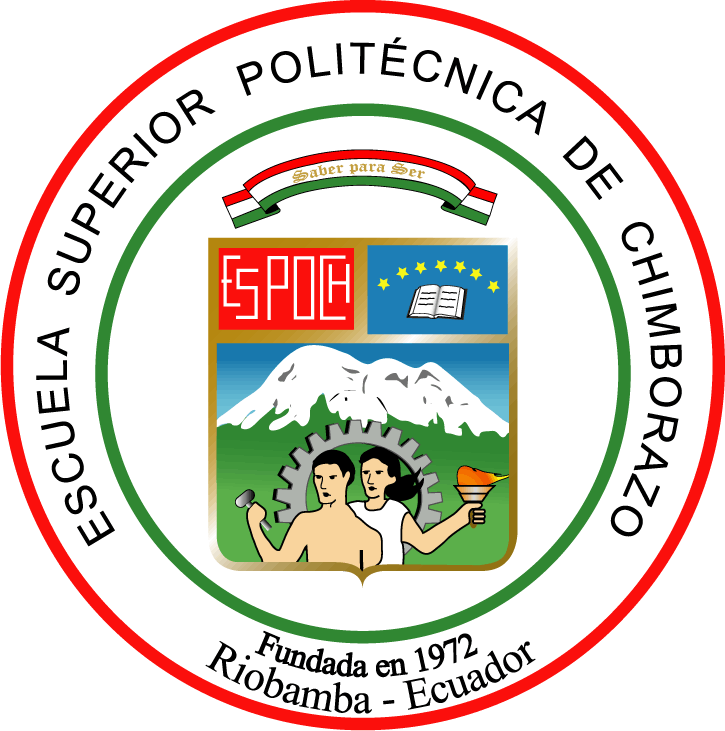 ESCUELA SUPERIOR POLITÉCNICA DE CHIMBORAZO
Saber para Ser
ESPOCH
Fundada en 1972
Riobamba - Ecuador